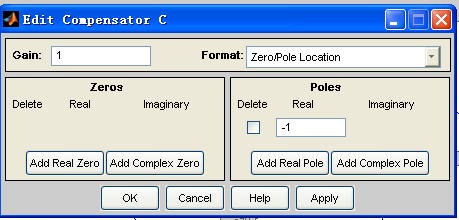 Edit Compensator C
Gain: 1 Format: Zero/Pole Location
Zeros Poles
Delete Real Imaginary Delete Real Imaginary
-1
Add Real Zero Add Complex Zero Add Real Pole Add Complex Pole
OK Cancel Help Apply